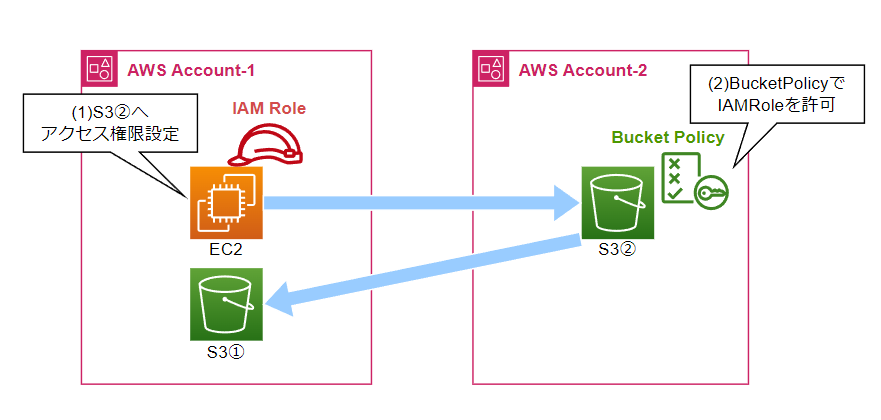 AWS Account-1
AWS Account-2
(1)S3②へ
アクセス権限設定
IAM Role
(2)BucketPolicyで
IAMRoleを許可
Bucket Policy
EC2
S3②
S3①